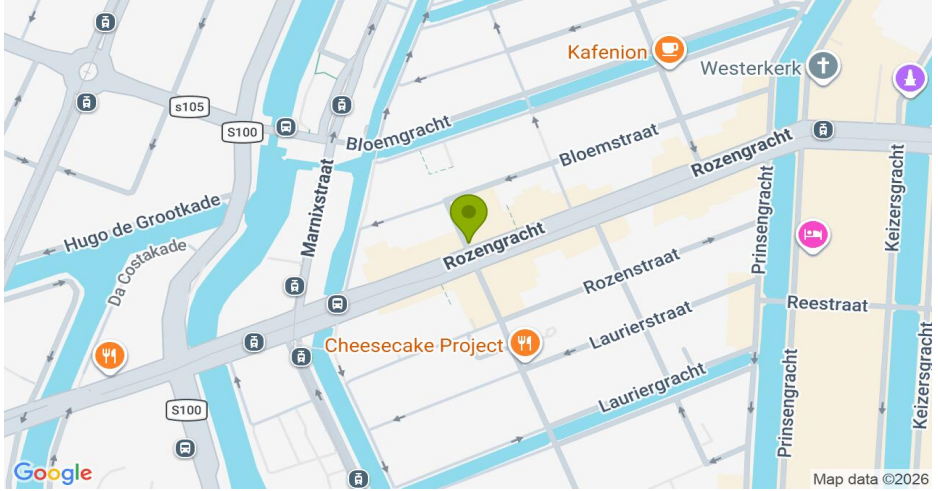 Kafenion
Westerkerk
s105
S100
Bloemgracht
Bloemstraat
Rozengracht
Marnixstraat
Hugo de Grootkade
Da Costakade
Rozengracht
Prinsengracht
Keizersgracht
Rozenstraat
Reestraat
Laurierstraat
Cheesecake Project
Lauriergracht
S100
Prinsengracht
Keizersgracht
Google
Map data ©2026